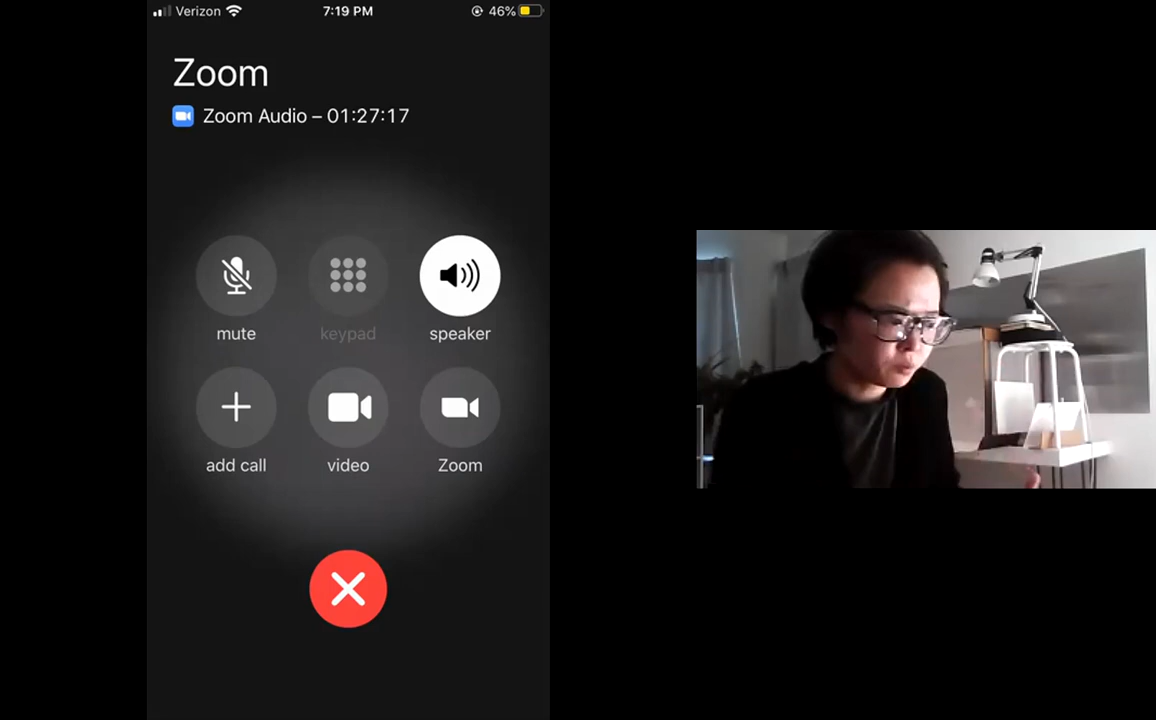 Verizon 7:19 PM 46%
Zoom
Zoom Audio – 01:27:17
mute keypad speaker
add call video Zoom